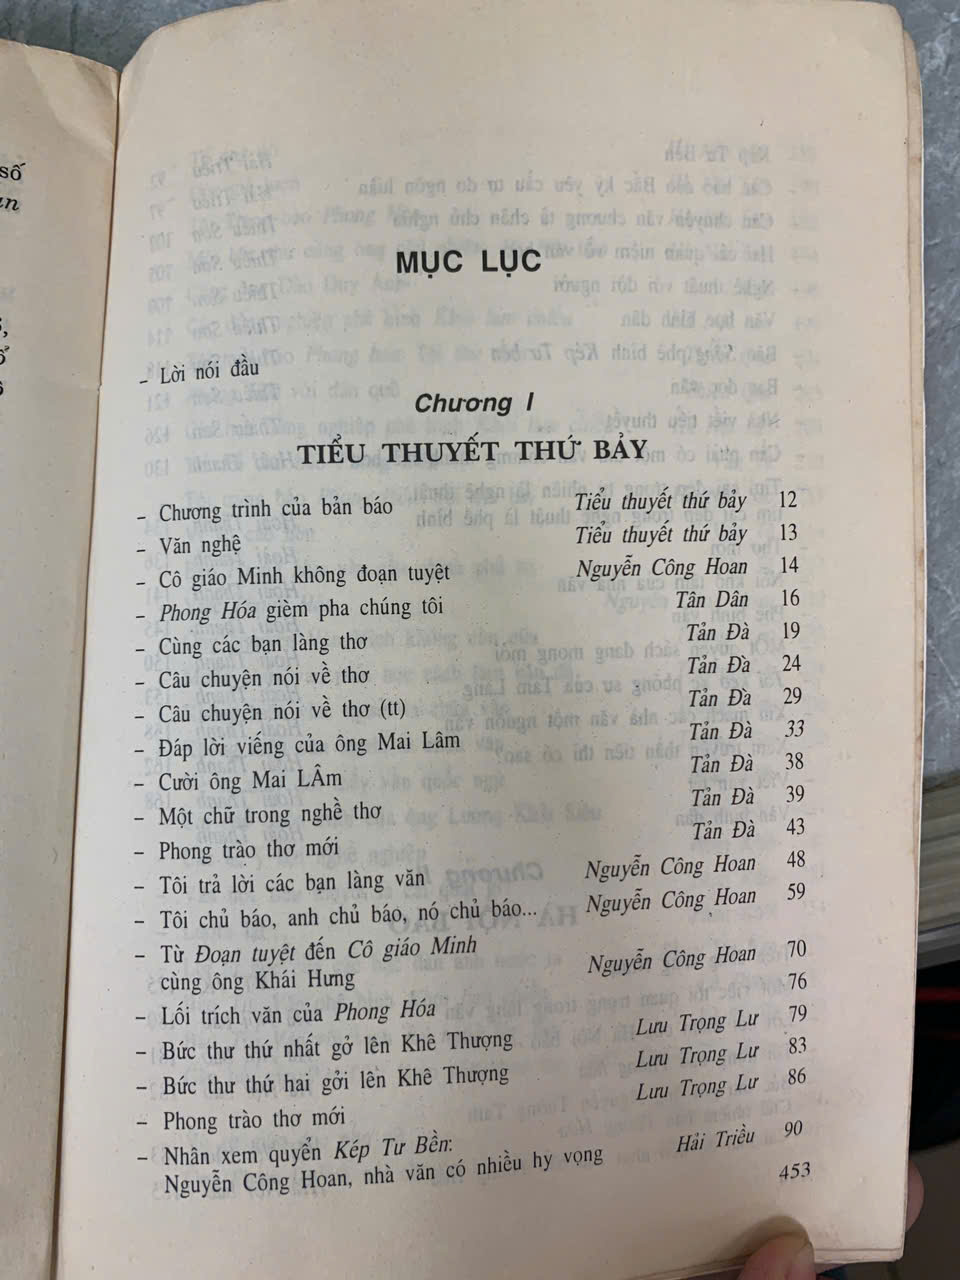 số
MỤC LỤC
- Lời nói đầu
Chương I
TIỂU THUYẾT THỨ BẢY
- Chương trình của bản báo Tiểu thuyết thứ bảy 12
- Văn nghệ Tiểu thuyết thứ bảy 13
- Cô giáo Minh không đoạn tuyệt Nguyễn Công Hoan 14
- Phong Hóa gièm pha chúng tôi Tân Dân 16
- Cùng các bạn làng thơ Tản Đà 19
- Câu chuyện nói về thơ Tản Đà 24
- Câu chuyện nói về thơ (tt) Tản Đà 29
- Đáp lời viếng của ông Mai Lâm Tản Đà 33
- Cười ông Mai LÂm Tản Đà 38
- Một chữ trong nghề thơ Tản Đà 39
- Phong trào thơ mới Tản Đà 43
- Tôi trả lời các bạn làng văn Nguyễn Công Hoan 48
- Tôi chủ báo, anh chủ báo, nó chủ báo... Nguyễn Công Hoan 59
- Từ Đoạn tuyệt đến Cô giáo Minh
cùng ông Khái Hưng Nguyễn Công Hoan 70
- Lối trích văn của Phong Hóa 76
- Bức thư thứ nhất gở lên Khê Thượng Lưu Trọng Lư 79
- Bức thư thứ hai gởi lên Khê Thượng Lưu Trọng Lư 83
- Phong trào thơ mới Lưu Trọng Lư 86
- Nhân xem quyển Kép Tư Bền:
Nguyễn Công Hoan, nhà văn có nhiều hy vọng Hải Triều 90
453